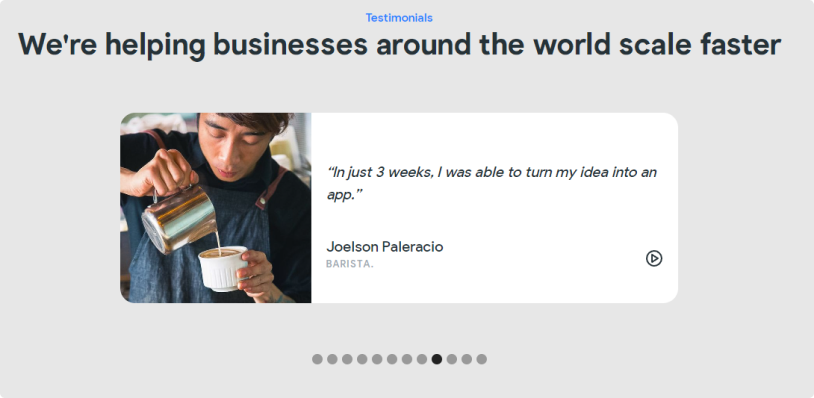 Testimonials
We're helping businesses around the world scale faster
“In just 3 weeks, I was able to turn my idea into an
app.”
Joelson Paleracio
BARISTA.